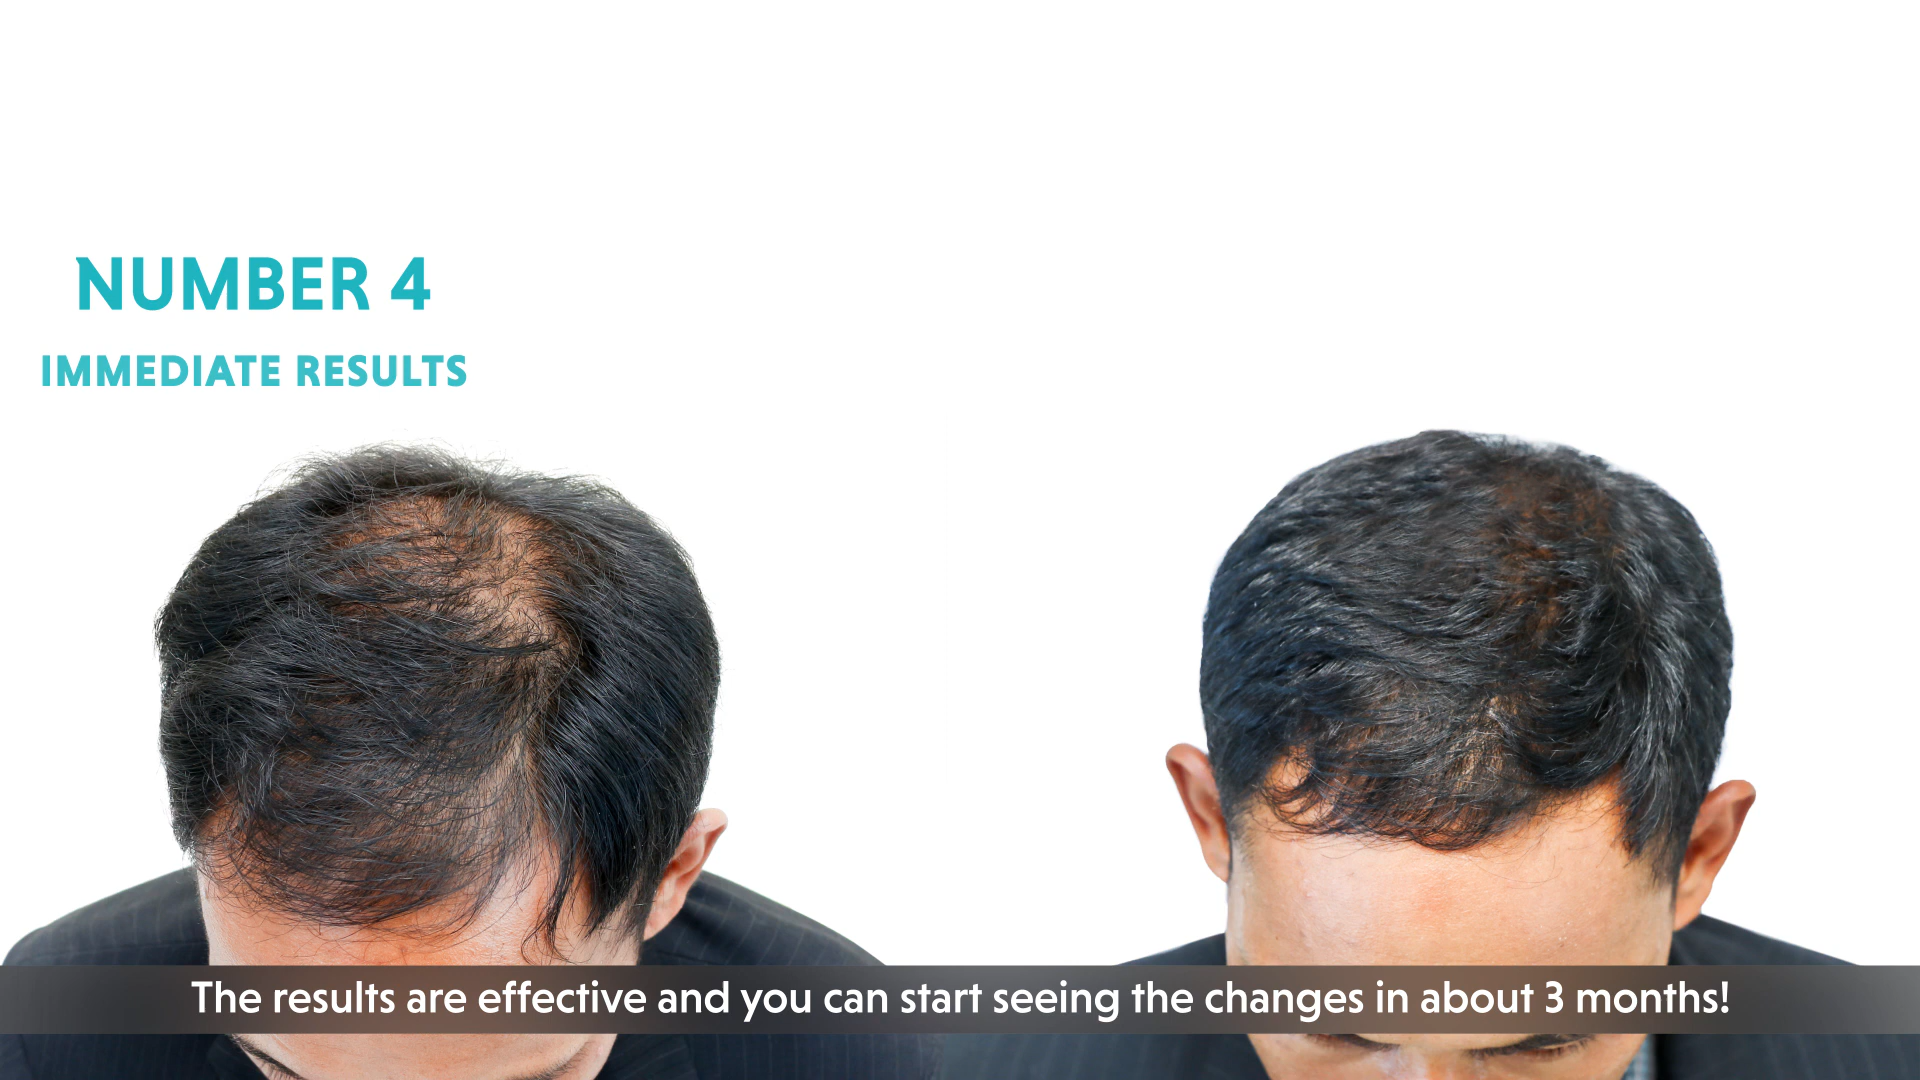 NUMBER 4
IMMEDIATE RESULTS
The results are effective and you can start seeing the changes in about 3 months!